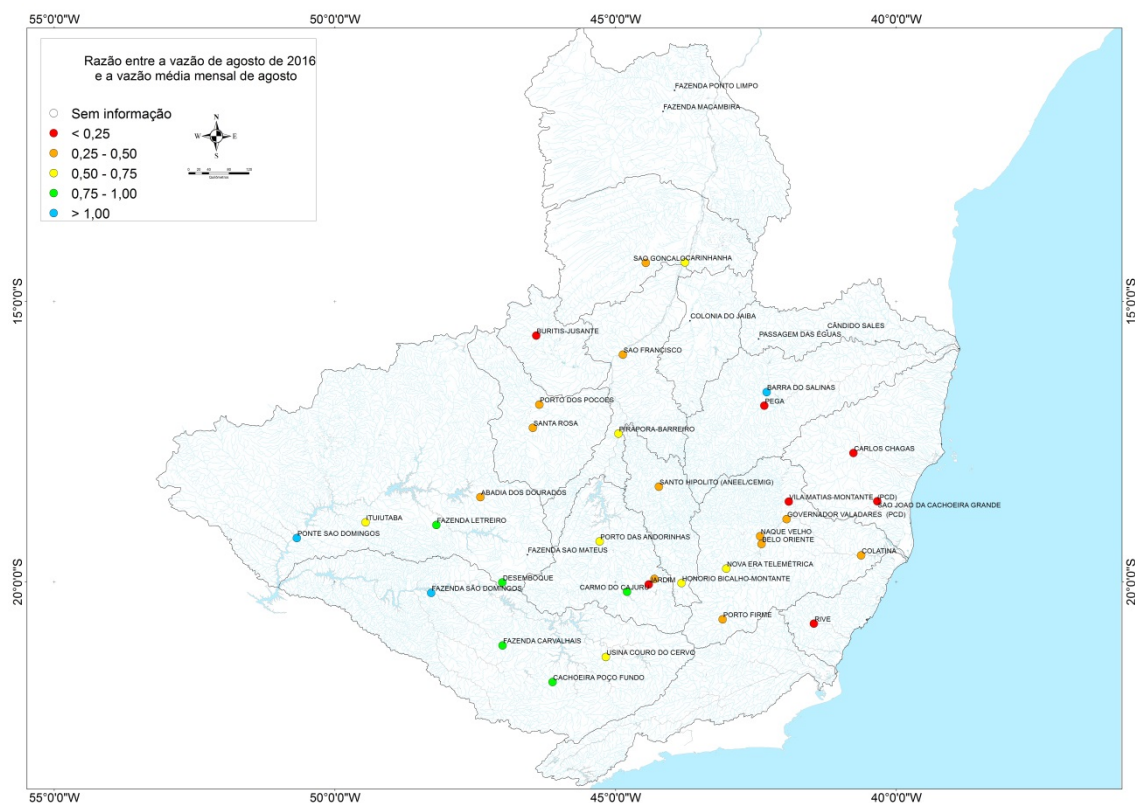 55°0'0"W 50°0'0"W 45°0'0"W 40°0'0"W
Razão entre a vazão de agosto de 2016
e a vazão média mensal de agosto
Sem informação
< 0,25
0,25 - 0,50
0,50 - 0,75
0,75 - 1,00
> 1,00
N
W E
S
FAZENDA PONTO LIMPO
FAZENDA MACAMBIRA
SAO GONCALO
CARINHANHA
15°0'0"S 15°0'0"S
COLONIA DO JAIBA
CÂNDIDO SALES
BURITIS-JUSANTE
PASSAGEM DAS ÉGUAS
SAO FRANCISCO
BARRA DO SALINAS
PORTO DOS POCOES
PEGA
SANTA ROSA
PIRAPORA-BARREIRO
CARLOS CHAGAS
SANTO HIPOLITO (ANEEL/CEMIG)
ABADIA DOS DOURADOS
VILA MATIAS-MONTANTE (PCD)
SAO JOAO DA CACHOEIRA GRANDE
GOVERNADOR VALADARES (PCD)
ITUIUTABA
FAZENDA LETREIRO
PONTE SAO DOMINGOS
NAQUE VELHO
PORTO DAS ANDORINHAS
BELO ORIENTE
FAZENDA SAO MATEUS
COLATINA
NOVA ERA TELEMÉTRICA
20°0'0"S 20°0'0"S
DESEMBOQUE
JARDIM
HONORIO BICALHO-MONTANTE
CARMO DO CAJURU
FAZENDA SÃO DOMINGOS
PORTO FIRME
RIVE
FAZENDA CARVALHAIS
USINA COURO DO CERVO
CACHOEIRA POÇO FUNDO
55°0'0"W 50°0'0"W 45°0'0"W 40°0'0"W